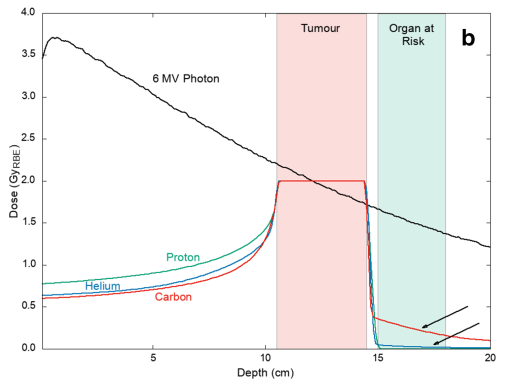 4.0
3.5
3.0
2.5
2.0
1.5
1.0
0.5
0.0
Dose (Gy_RBE)
Tumour
Organ at
Risk
b
6 MV Photon
Proton
Helium
Carbon
5
10
15
20
Depth (cm)